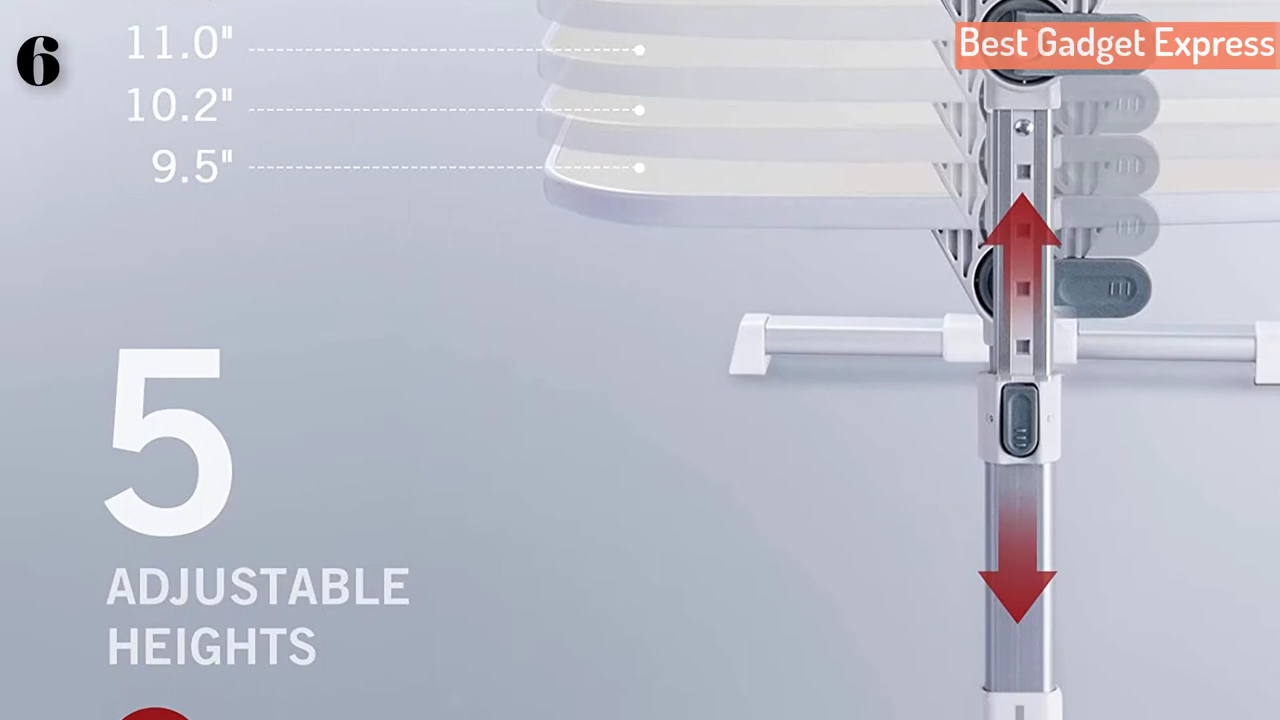 6
Best Gadget Express
11.0"
10.2"
9.5"
5
ADJUSTABLE
HEIGHTS